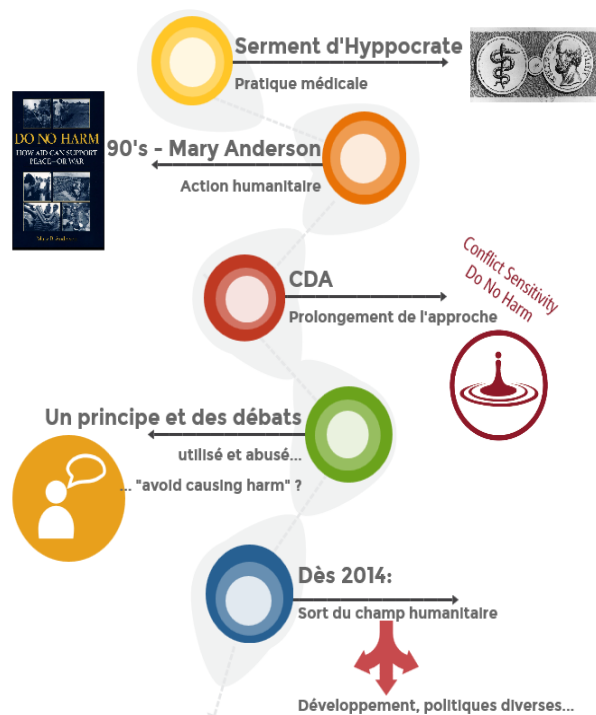 Serment d'Hyppocrate
Pratique médicale
DO NO HARM
HOW AID CAN SUPPORT
PEACE—OR WAR
90's - Mary Anderson
Action humanitaire
CDA
Prolongement de l'approche
Conflict Sensitivity
Do No Harm
Un principe et des débats
utilisé et abusé...
... "avoid causing harm" ?
Dès 2014:
Sort du champ humanitaire
Développement, politiques diverses...